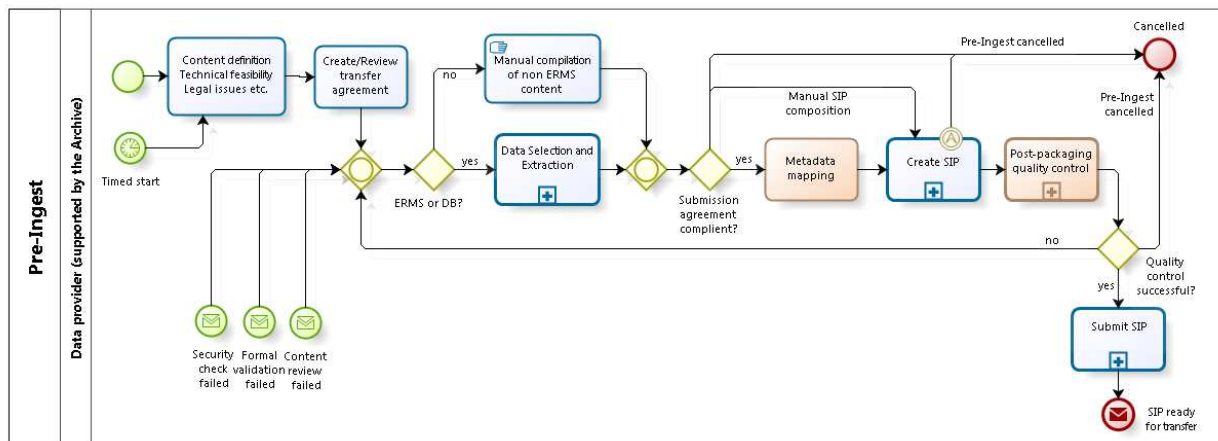 Pre-Ingest
Data provider (supported by the Archive)
Timed start
Content definition
Technical feasibility
Legal issues etc.
Create/Review
transfer
agreement
Security
check
failed
Formal
validation
failed
Content
review
failed
ERMS or DB?
no
yes
Manual compilation
of non ERMS
content
Data Selection and
Extraction
Submission
agreement
complient?
yes
Manual SIP
composition
Pre-Ingest cancelled
Metadata
mapping
Create SIP
A
Post-packaging
quality control
Cancelled
Pre-Ingest
cancelled
no
Quality
control
successful?
yes
Submit SIP
SIP ready
for transfer